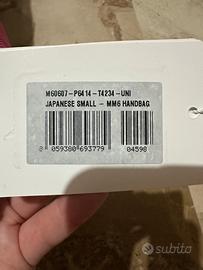 M60607-P6414-T4234-UNI
JAPANESE SMALL - MM6 HANDBAG
8 059380 693779
04598
subito